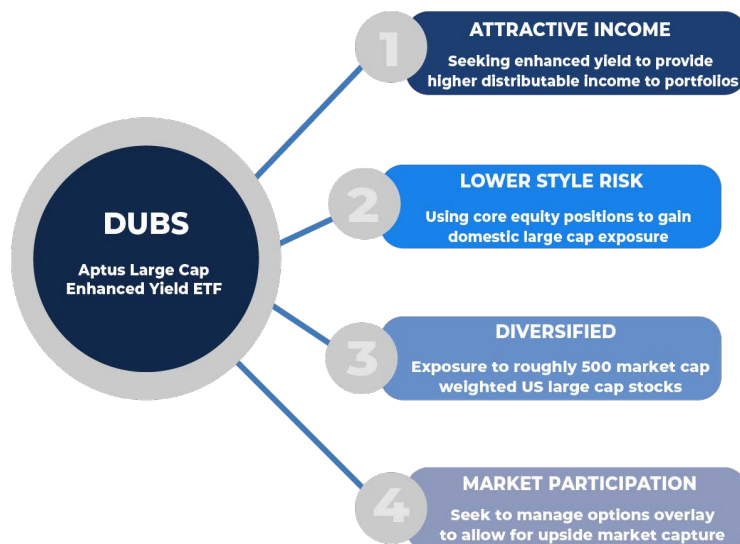 DUBS
Aptus Large Cap
Enhanced Yield ETF
1
ATTRACTIVE INCOME
Seeking enhanced yield to provide
higher distributable income to portfolios
2
LOWER STYLE RISK
Using core equity positions to gain
domestic large cap exposure
3
DIVERSIFIED
Exposure to roughly 500 market cap
weighted US large cap stocks
4
MARKET PARTICIPATION
Seek to manage options overlay
to allow for upside market capture